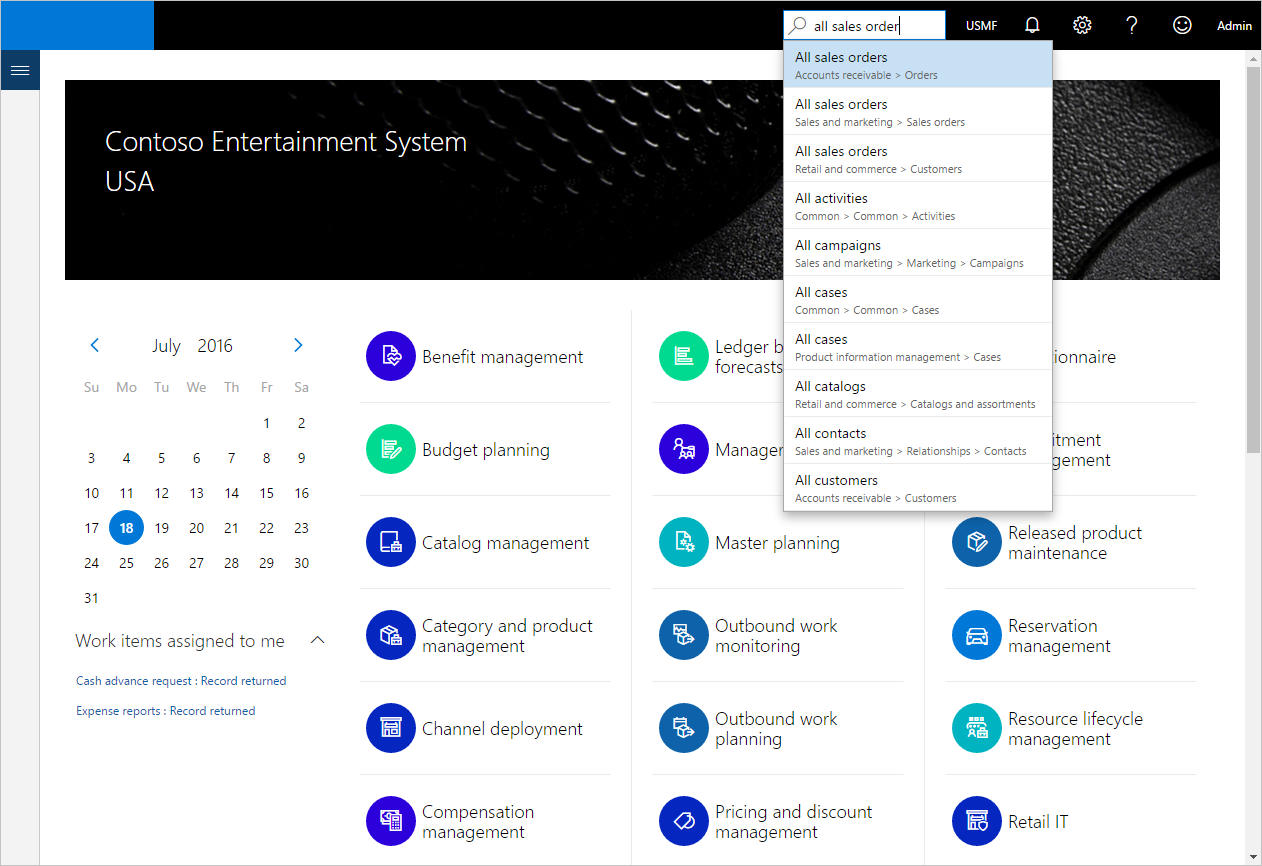 all sales order
USMF
?
Admin
All sales orders
Accounts receivable > Orders
All sales orders
Sales and marketing > Sales orders
All sales orders
Retail and commerce > Customers
All activities
Common > Common > Activities
All campaigns
Sales and marketing > Marketing > Campaigns
All cases
Common > Common > Cases
All cases
Product information management > Cases
All catalogs
Retail and commerce > Catalogs and assortments
All contacts
Sales and marketing > Relationships > Contacts
All customers
Accounts receivable > Customers
Contoso Entertainment System
USA
July 2016
Su Mo Tu We Th Fr Sa
1 2
3 4 5 6 7 8 9
10 11 12 13 14 15 16
17 18 19 20 21 22 23
24 25 26 27 28 29 30
31
Work items assigned to me
Cash advance request : Record returned
Expense reports : Record returned
Benefit management
Budget planning
Catalog management
Category and product
management
Channel deployment
Compensation
management
Ledger b
forecasts
Manager
Master planning
Outbound work
monitoring
Outbound work
planning
Pricing and discount
management
ionnaire
itment
gement
Released product
maintenance
Reservation
management
Resource lifecycle
management
Retail IT